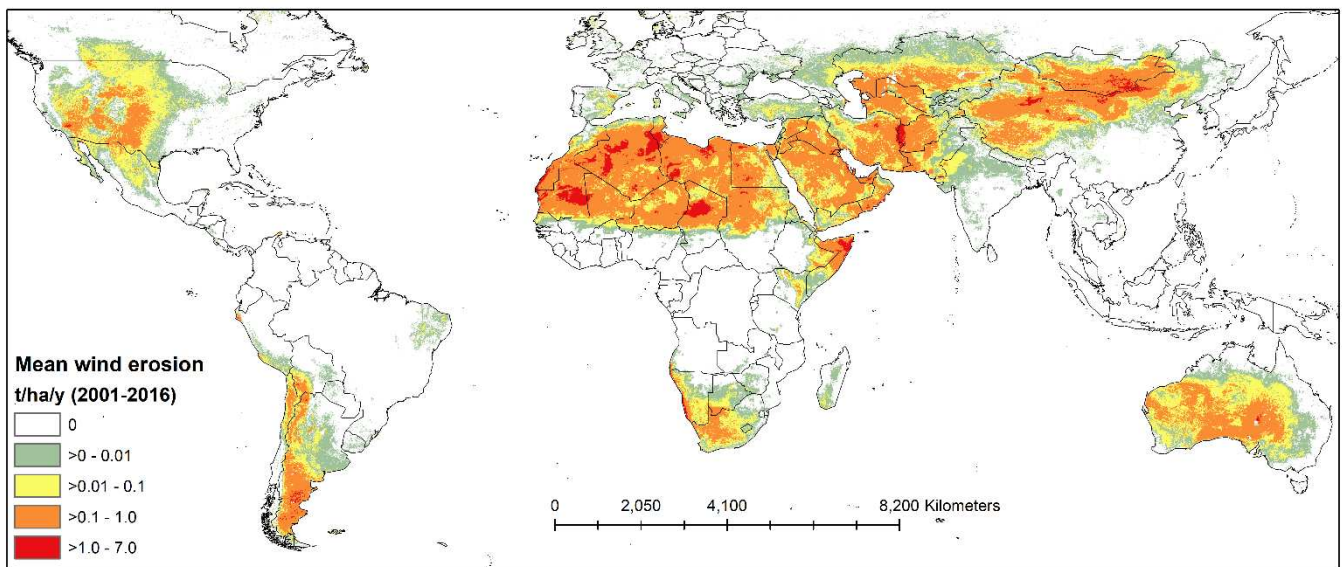 Mean wind erosion
t/ha/y (2001-2016)
0
>0 - 0.01
>0.01 - 0.1
>0.1 - 1.0
>1.0 - 7.0
0 2,050 4,100 8,200 Kilometers